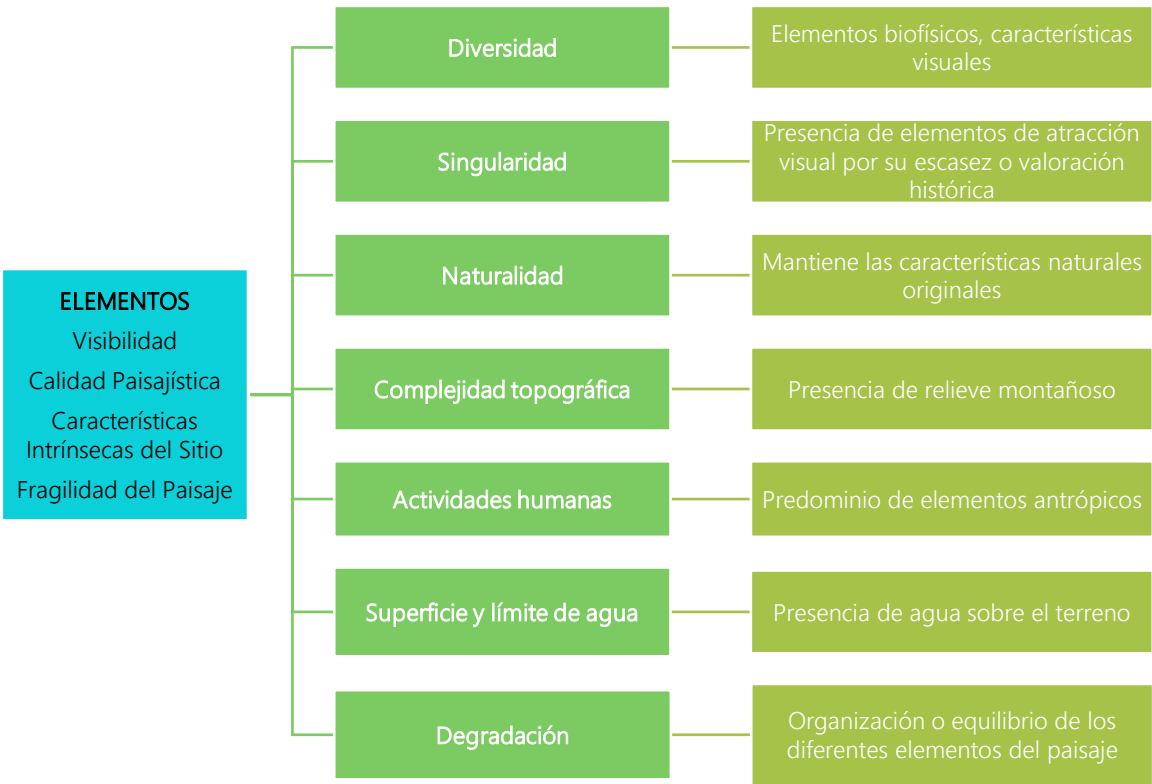 ELEMENTOS
Visibilidad
Calidad Paisajística
Características
Intrínsecas del Sitio
Fragilidad del Paisaje
Diversidad
Elementos biofísicos, características
visuales
Singularidad
Presencia de elementos de atracción
visual por su escasez o valoración
histórica
Naturalidad
Mantiene las características naturales
originales
Complejidad topográfica
Presencia de relieve montañoso
Actividades humanas
Predominio de elementos antrópicos
Superficie y límite de agua
Presencia de agua sobre el terreno
Degradación
Organización o equilibrio de los
diferentes elementos del paisaje